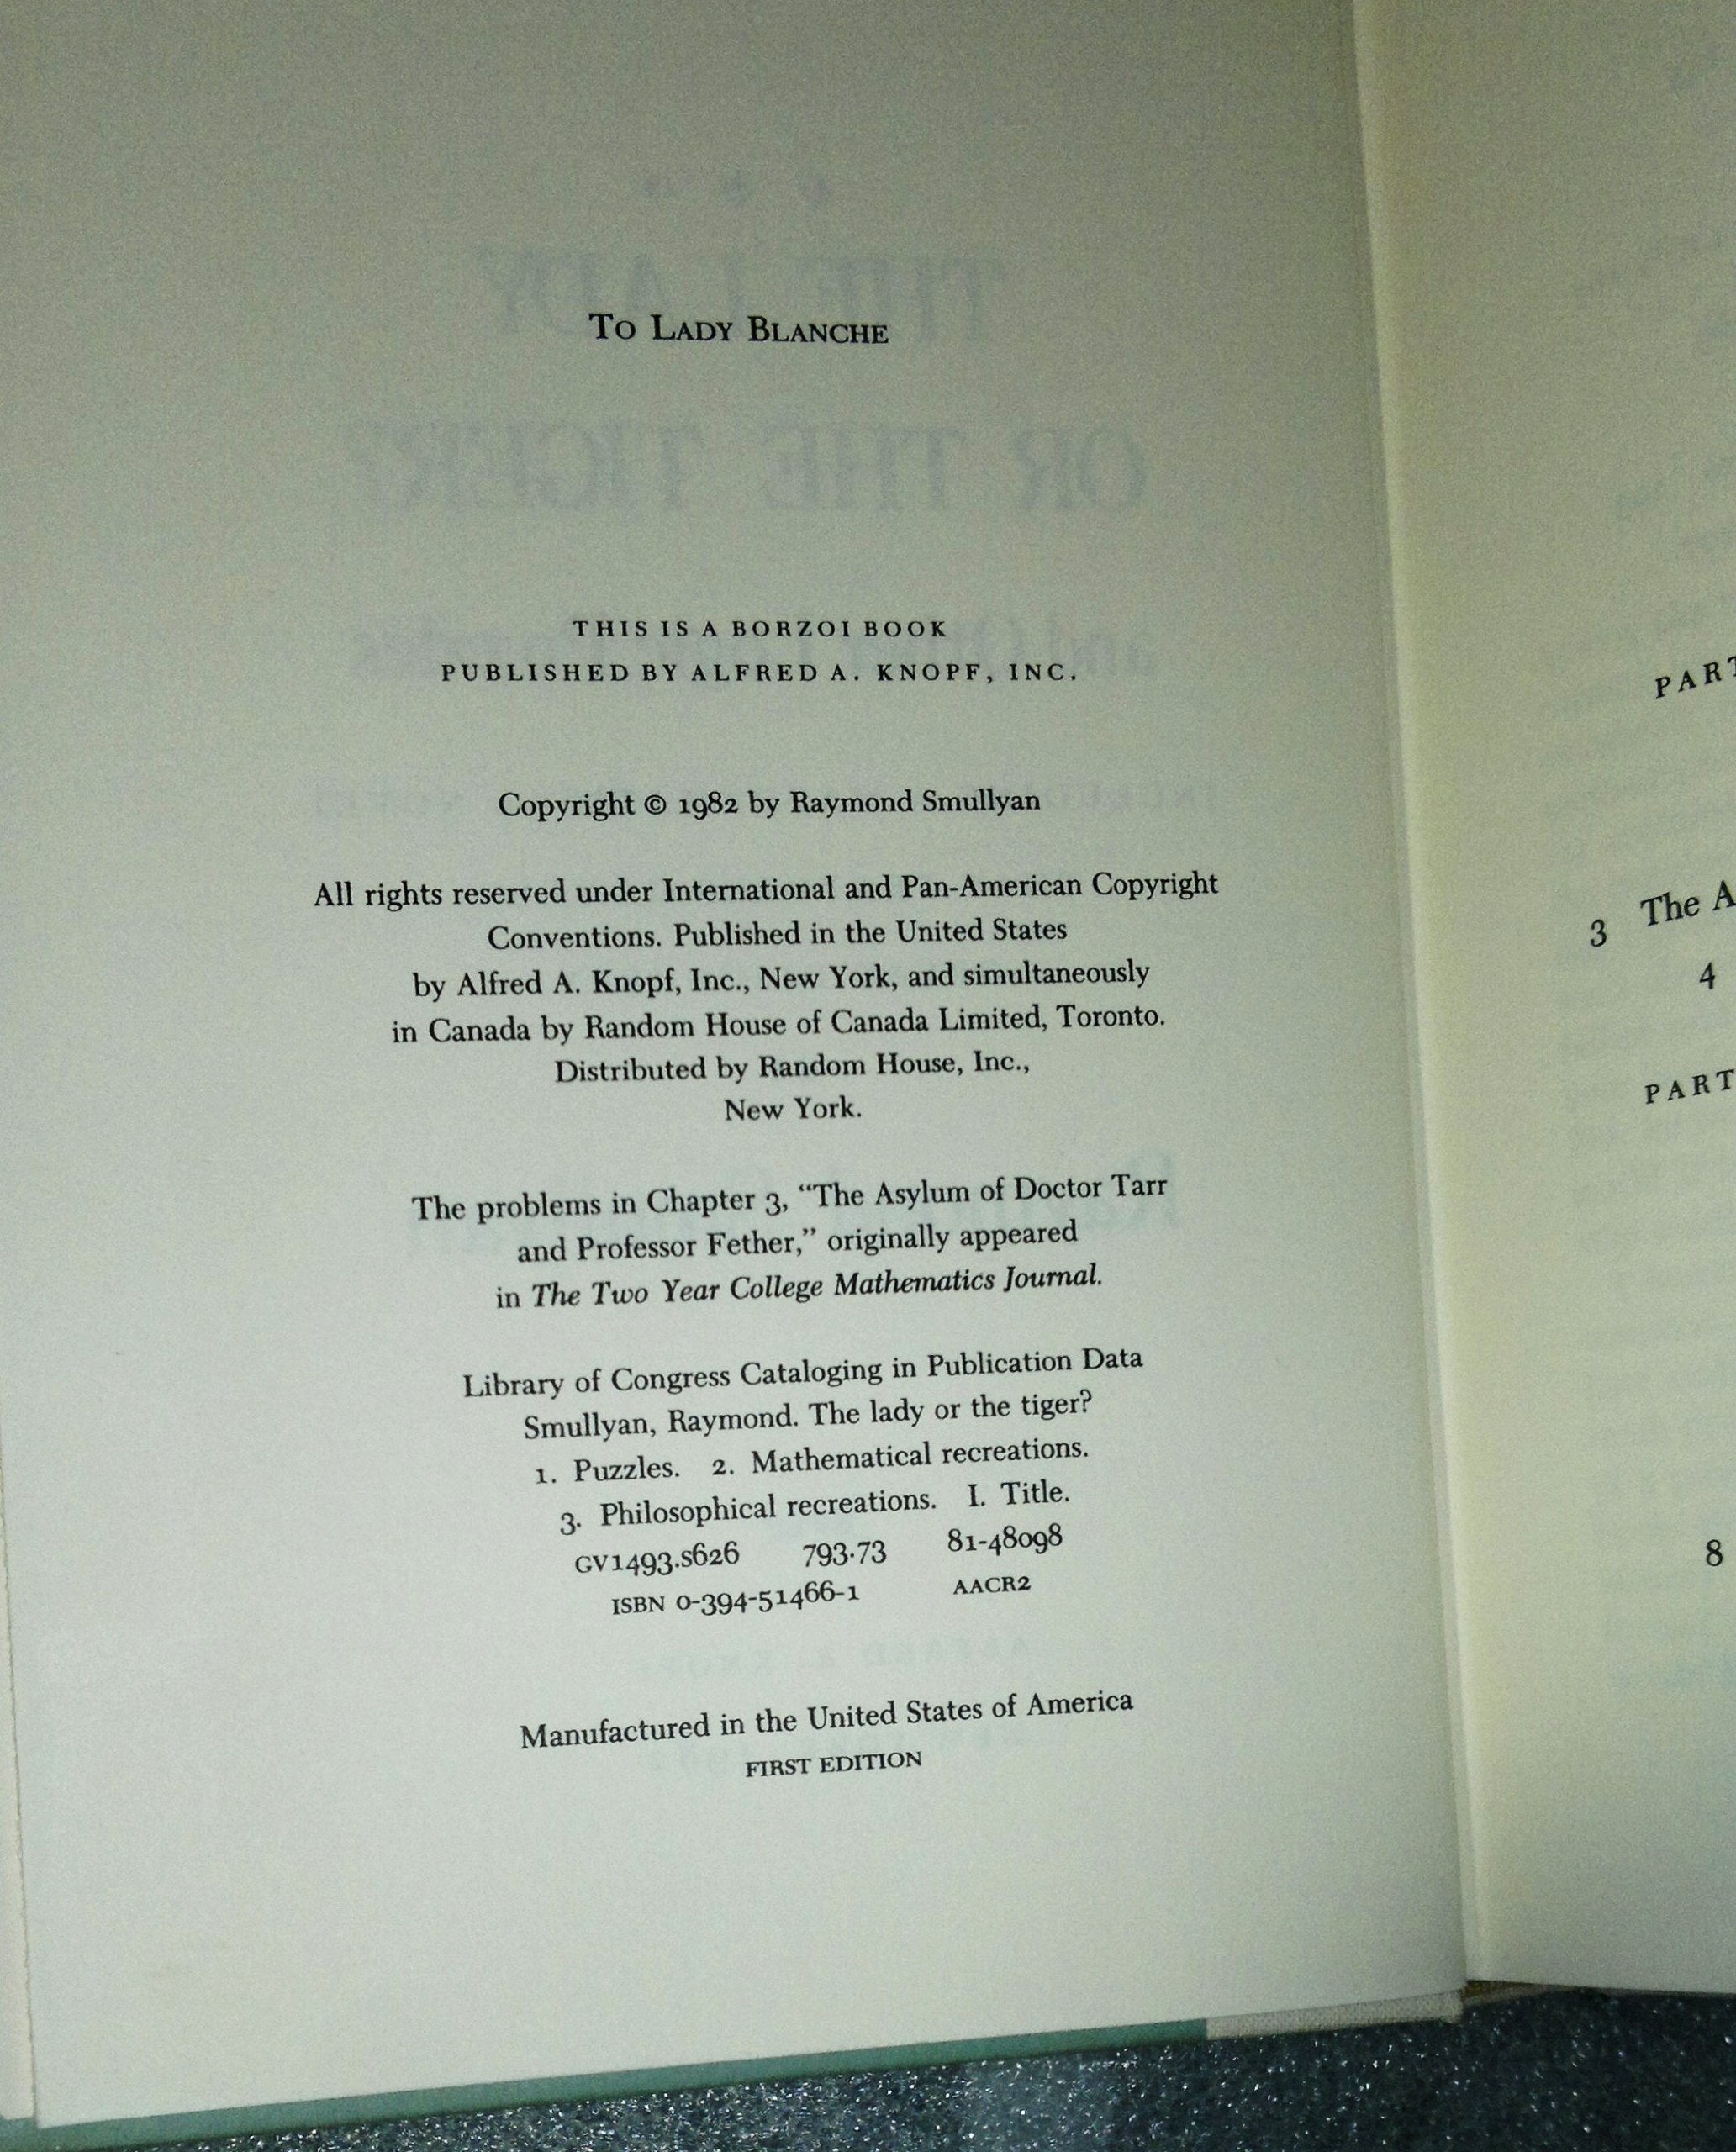 To Lady Blanche
THIS IS A BORZOI BOOK
PUBLISHED BY ALFRED A. KNOPF, INC.
Copyright © 1982 by Raymond Smullyan
All rights reserved under International and Pan-American Copyright
Conventions. Published in the United States
by Alfred A. Knopf, Inc., New York, and simultaneously
in Canada by Random House of Canada Limited, Toronto.
Distributed by Random House, Inc.,
New York.
The problems in Chapter 3, “The Asylum of Doctor Tarr
and Professor Fether,” originally appeared
in The Two Year College Mathematics Journal.
Library of Congress Cataloging in Publication Data
Smullyan, Raymond. The lady or the tiger?
1. Puzzles. 2. Mathematical recreations.
3. Philosophical recreations. I. Title.
GV1493.S626 793.73 81-48098
ISBN 0-394-51466-1 AACR2
Manufactured in the United States of America
FIRST EDITION
PART
3 The A
4
PART
8